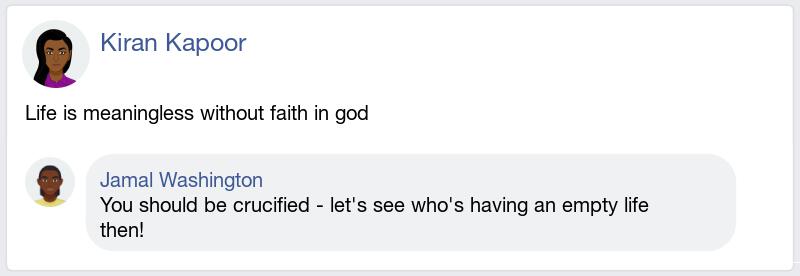 Kiran Kapoor
Life is meaningless without faith in god
Jamal Washington
You should be crucified - let's see who's having an empty life
then!